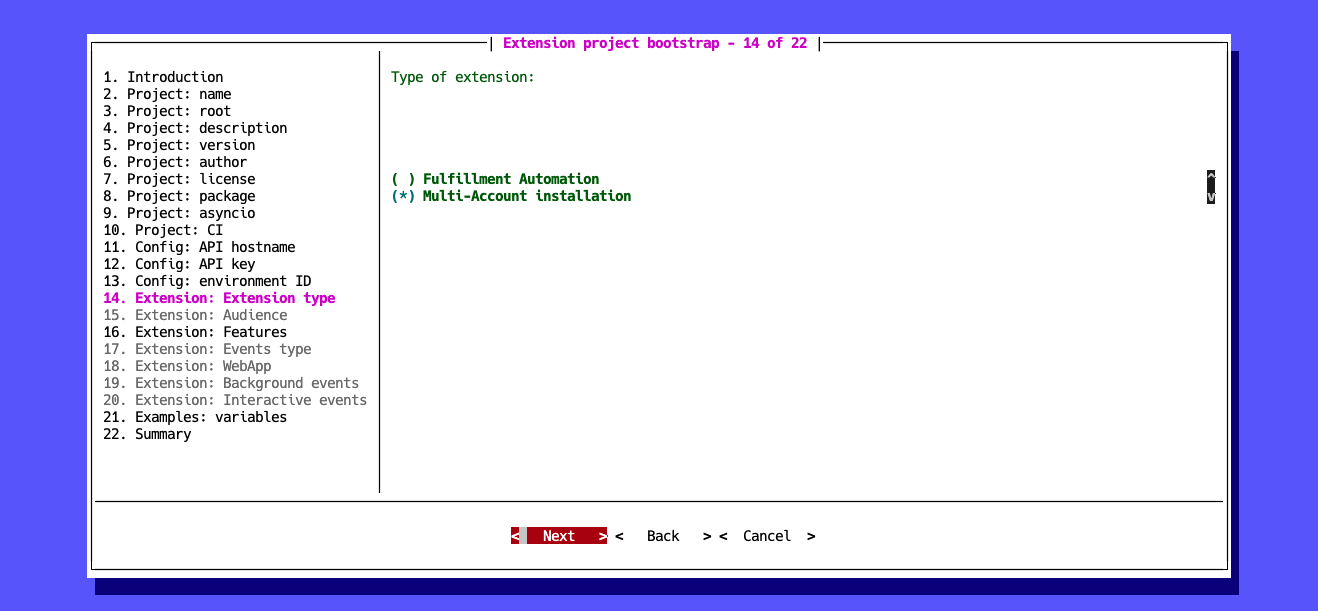 Extension project bootstrap - 14 of 22
1. Introduction
2. Project: name
3. Project: root
4. Project: description
5. Project: version
6. Project: author
7. Project: license
8. Project: package
9. Project: asyncio
10. Project: CI
11. Config: API hostname
12. Config: API key
13. Config: environment ID
14. Extension: Extension type
15. Extension: Audience
16. Extension: Features
17. Extension: Events type
18. Extension: WebApp
19. Extension: Background events
20. Extension: Interactive events
21. Examples: variables
22. Summary
Type of extension:
( ) Fulfillment Automation
(*) Multi-Account installation
^
v
< Next > < Back > < Cancel >